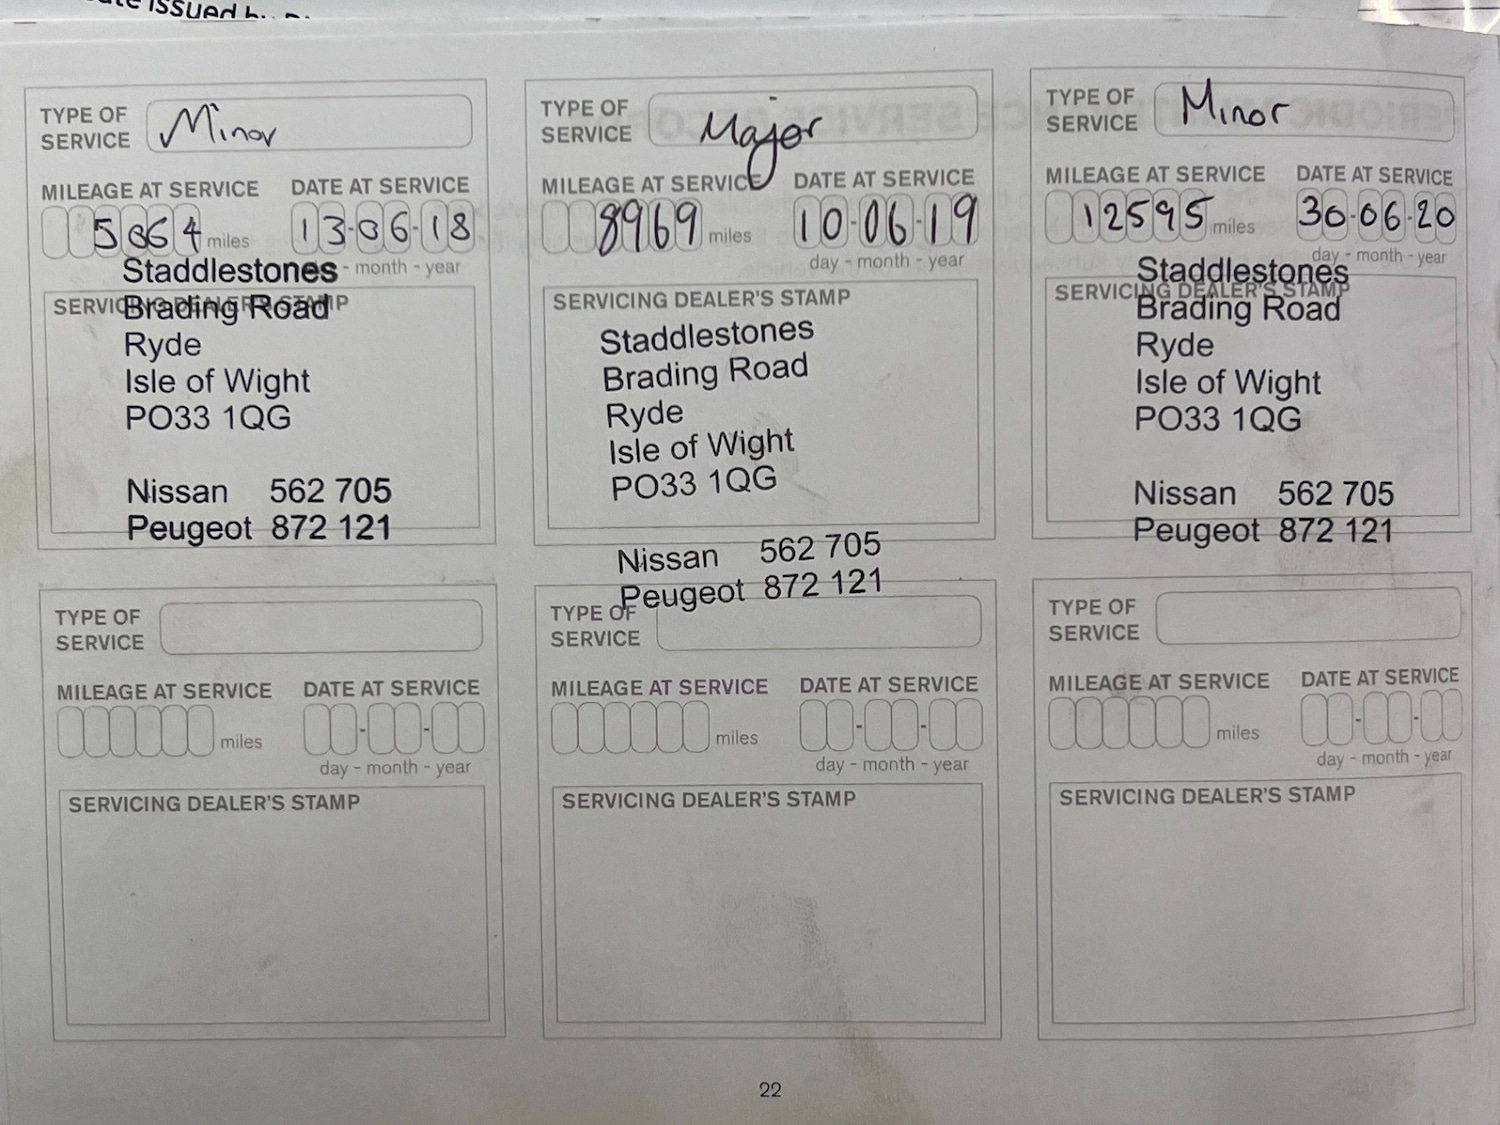 TYPE OF SERVICE Minor
MILEAGE AT SERVICE DATE AT SERVICE
5064 miles 13-06-18
- month - year
SERVICING DEALER'S STAMP
Staddlestones
Brading Road
Ryde
Isle of Wight
PO33 1QG
Nissan 562 705
Peugeot 872 121
TYPE OF SERVICE Major
MILEAGE AT SERVICE DATE AT SERVICE
8969 miles 10-06-19
day - month - year
SERVICING DEALER'S STAMP
Staddlestones
Brading Road
Ryde
Isle of Wight
PO33 1QG
Nissan 562 705
Peugeot 872 121
TYPE OF SERVICE Minor
MILEAGE AT SERVICE DATE AT SERVICE
12595 miles 30-06-20
day - month - year
SERVICING DEALER'S STAMP
Staddlestones
Brading Road
Ryde
Isle of Wight
PO33 1QG
Nissan 562 705
Peugeot 872 121
TYPE OF
SERVICE
MILEAGE AT SERVICE DATE AT SERVICE
miles
day - month - year
SERVICING DEALER'S STAMP
TYPE OF
SERVICE
MILEAGE AT SERVICE DATE AT SERVICE
miles
day - month - year
SERVICING DEALER'S STAMP
TYPE OF
SERVICE
MILEAGE AT SERVICE DATE AT SERVICE
miles
day - month - year
SERVICING DEALER'S STAMP
22